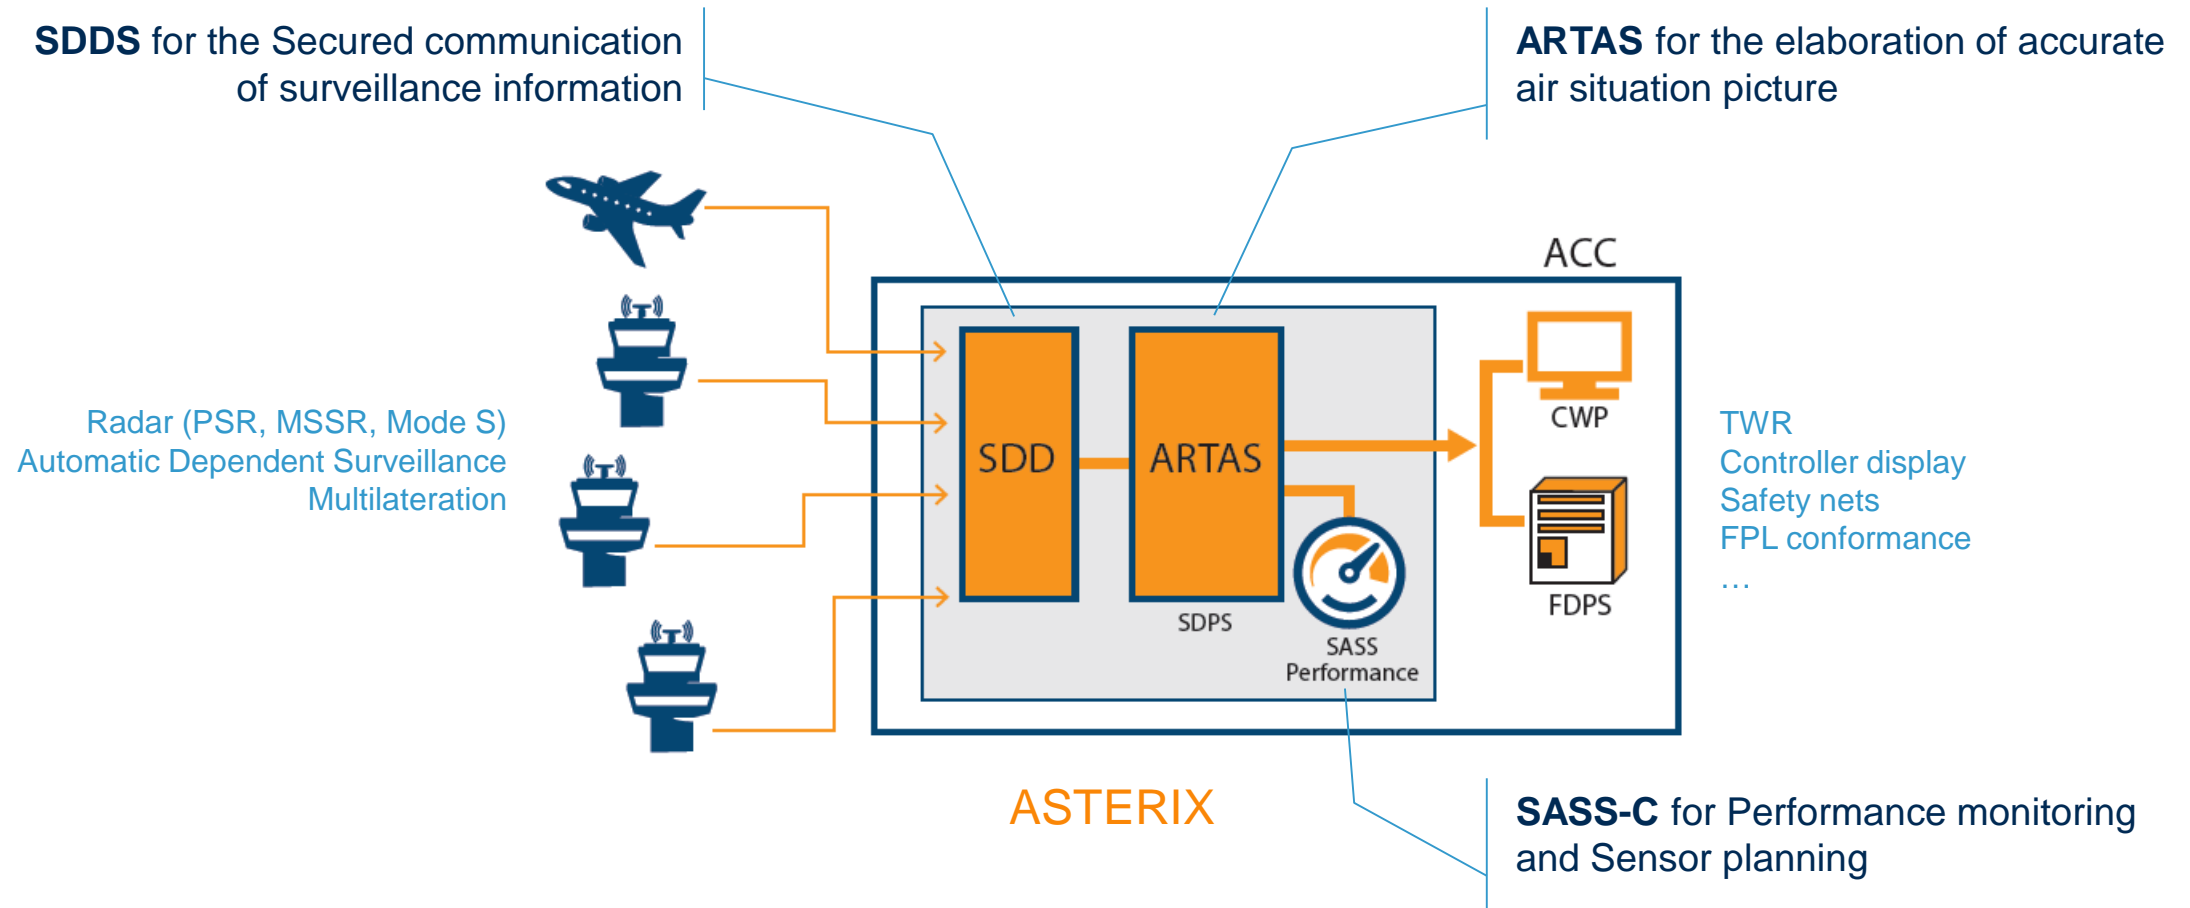 SDDS for the Secured communication
of surveillance information
ARTAS for the elaboration of accurate
air situation picture
ACC
Radar (PSR, MSSR, Mode S)
Automatic Dependent Surveillance
Multilateration
SDD
ARTAS
SDPS
SASS
Performance
CWP
FDPS
TWR
Controller display
Safety nets
FPL conformance
…
ASTERIX
SASS-C for Performance monitoring
and Sensor planning